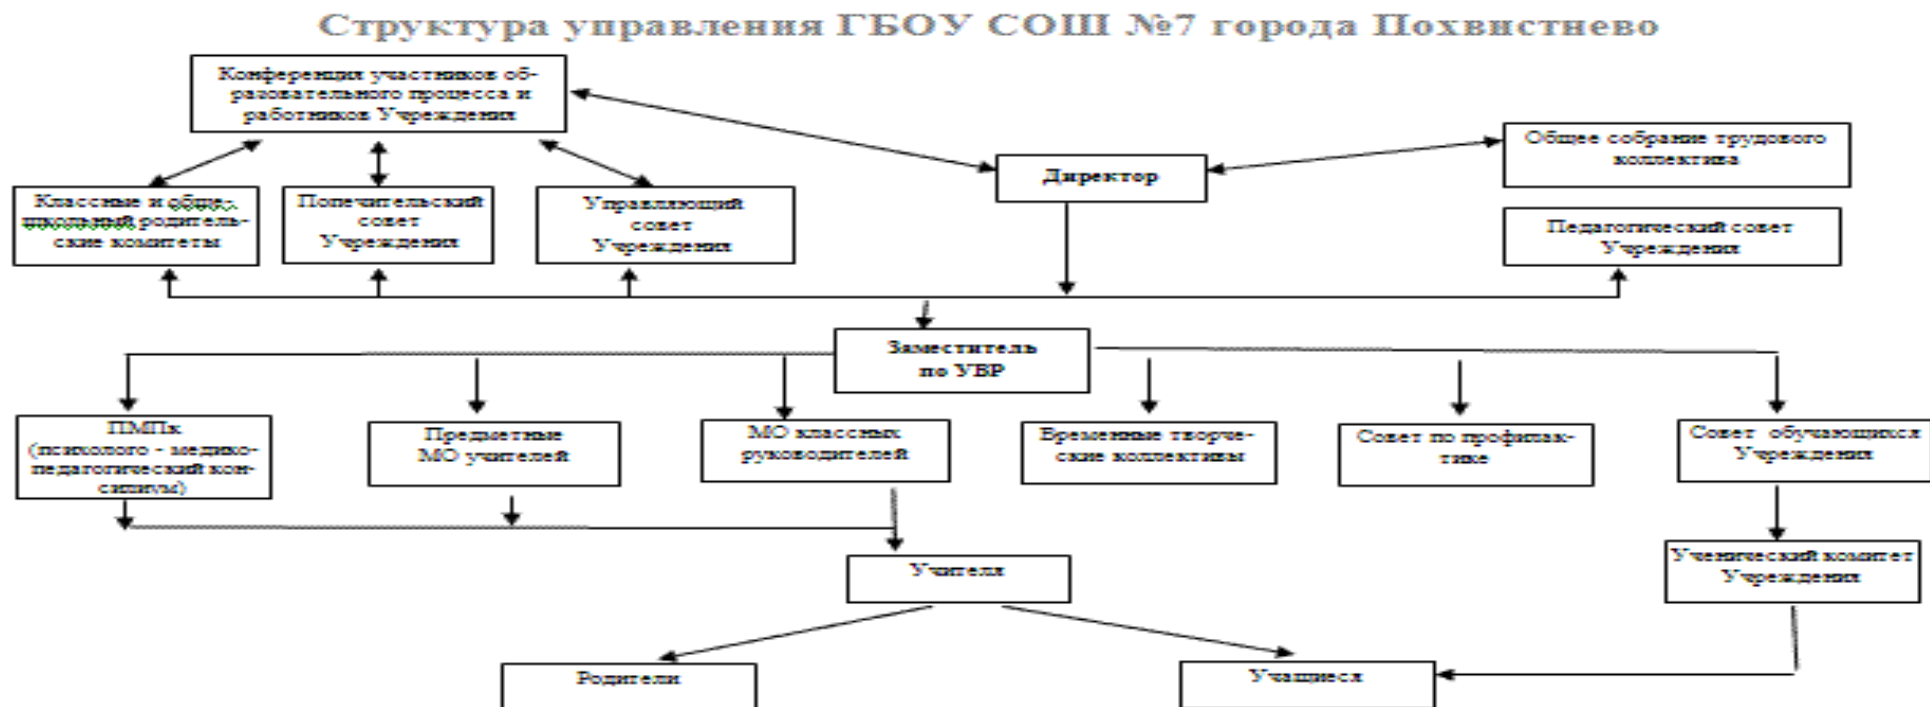 Структура управления ГБОУ СОШ №7 города Похвистнево
Конференция участников об-
разовательного процесса и
работников Учреждения
Общее собрание трудового
коллектива
Директор
Классные и обще-
школьный родитель-
ские комитеты
Попечительский
совет
Учреждения
Управляющий
совет
Учреждения
Педагогический совет
Учреждения
Заместитель
по УВР
ПМПк
(психолого - медико-
педагогический кон-
силиум)
Предметные
МО учителей
МО классных
руководителей
Временные творче-
ские коллективы
Совет по профилак-
тике
Совет обучающихся
Учреждения
Учителя
Ученический комитет
Учреждения
Родители
Учащиеся